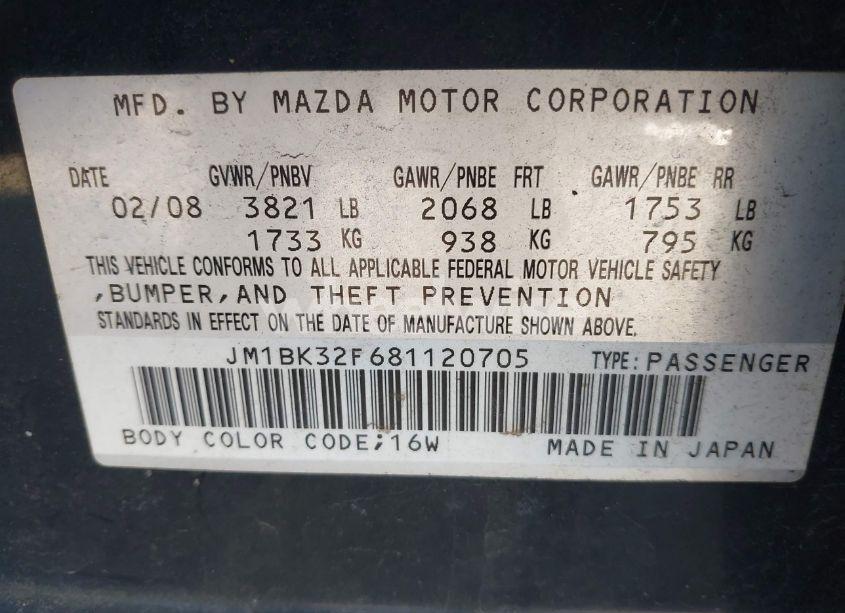 MFD. BY MAZDA MOTOR CORPORATION
DATE GVWR/PNBV GAWR/PNBE FRT GAWR/PNBE RR
02/08 3821 LB 2068 LB 1753 LB
1733 KG 938 KG 795 KG
THIS VEHICLE CONFORMS TO ALL APPLICABLE FEDERAL MOTOR VEHICLE SAFETY
,BUMPER,AND THEFT PREVENTION
STANDARDS IN EFFECT ON THE DATE OF MANUFACTURE SHOWN ABOVE.
JM1BK32F681120705 TYPE:PASSENGER
BODY COLOR CODE;16W MADE IN JAPAN